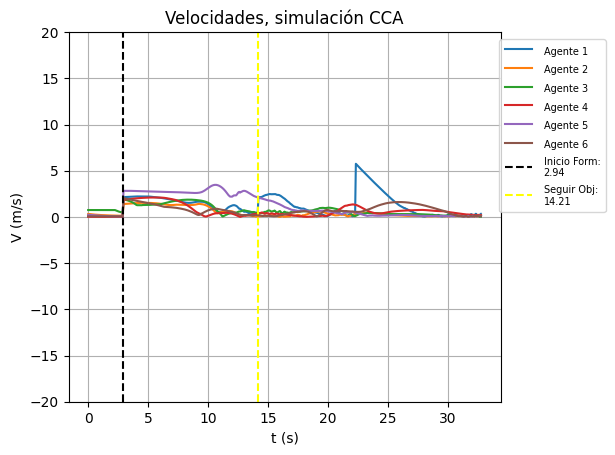 Velocidades, simulación CCA
V (m/s)
20
15
10
5
0
−5
−10
−15
−20
0
5
10
15
20
25
30
t (s)
Agente 1
Agente 2
Agente 3
Agente 4
Agente 5
Agente 6
Inicio Form:
2.94
Seguir Obj:
14.21